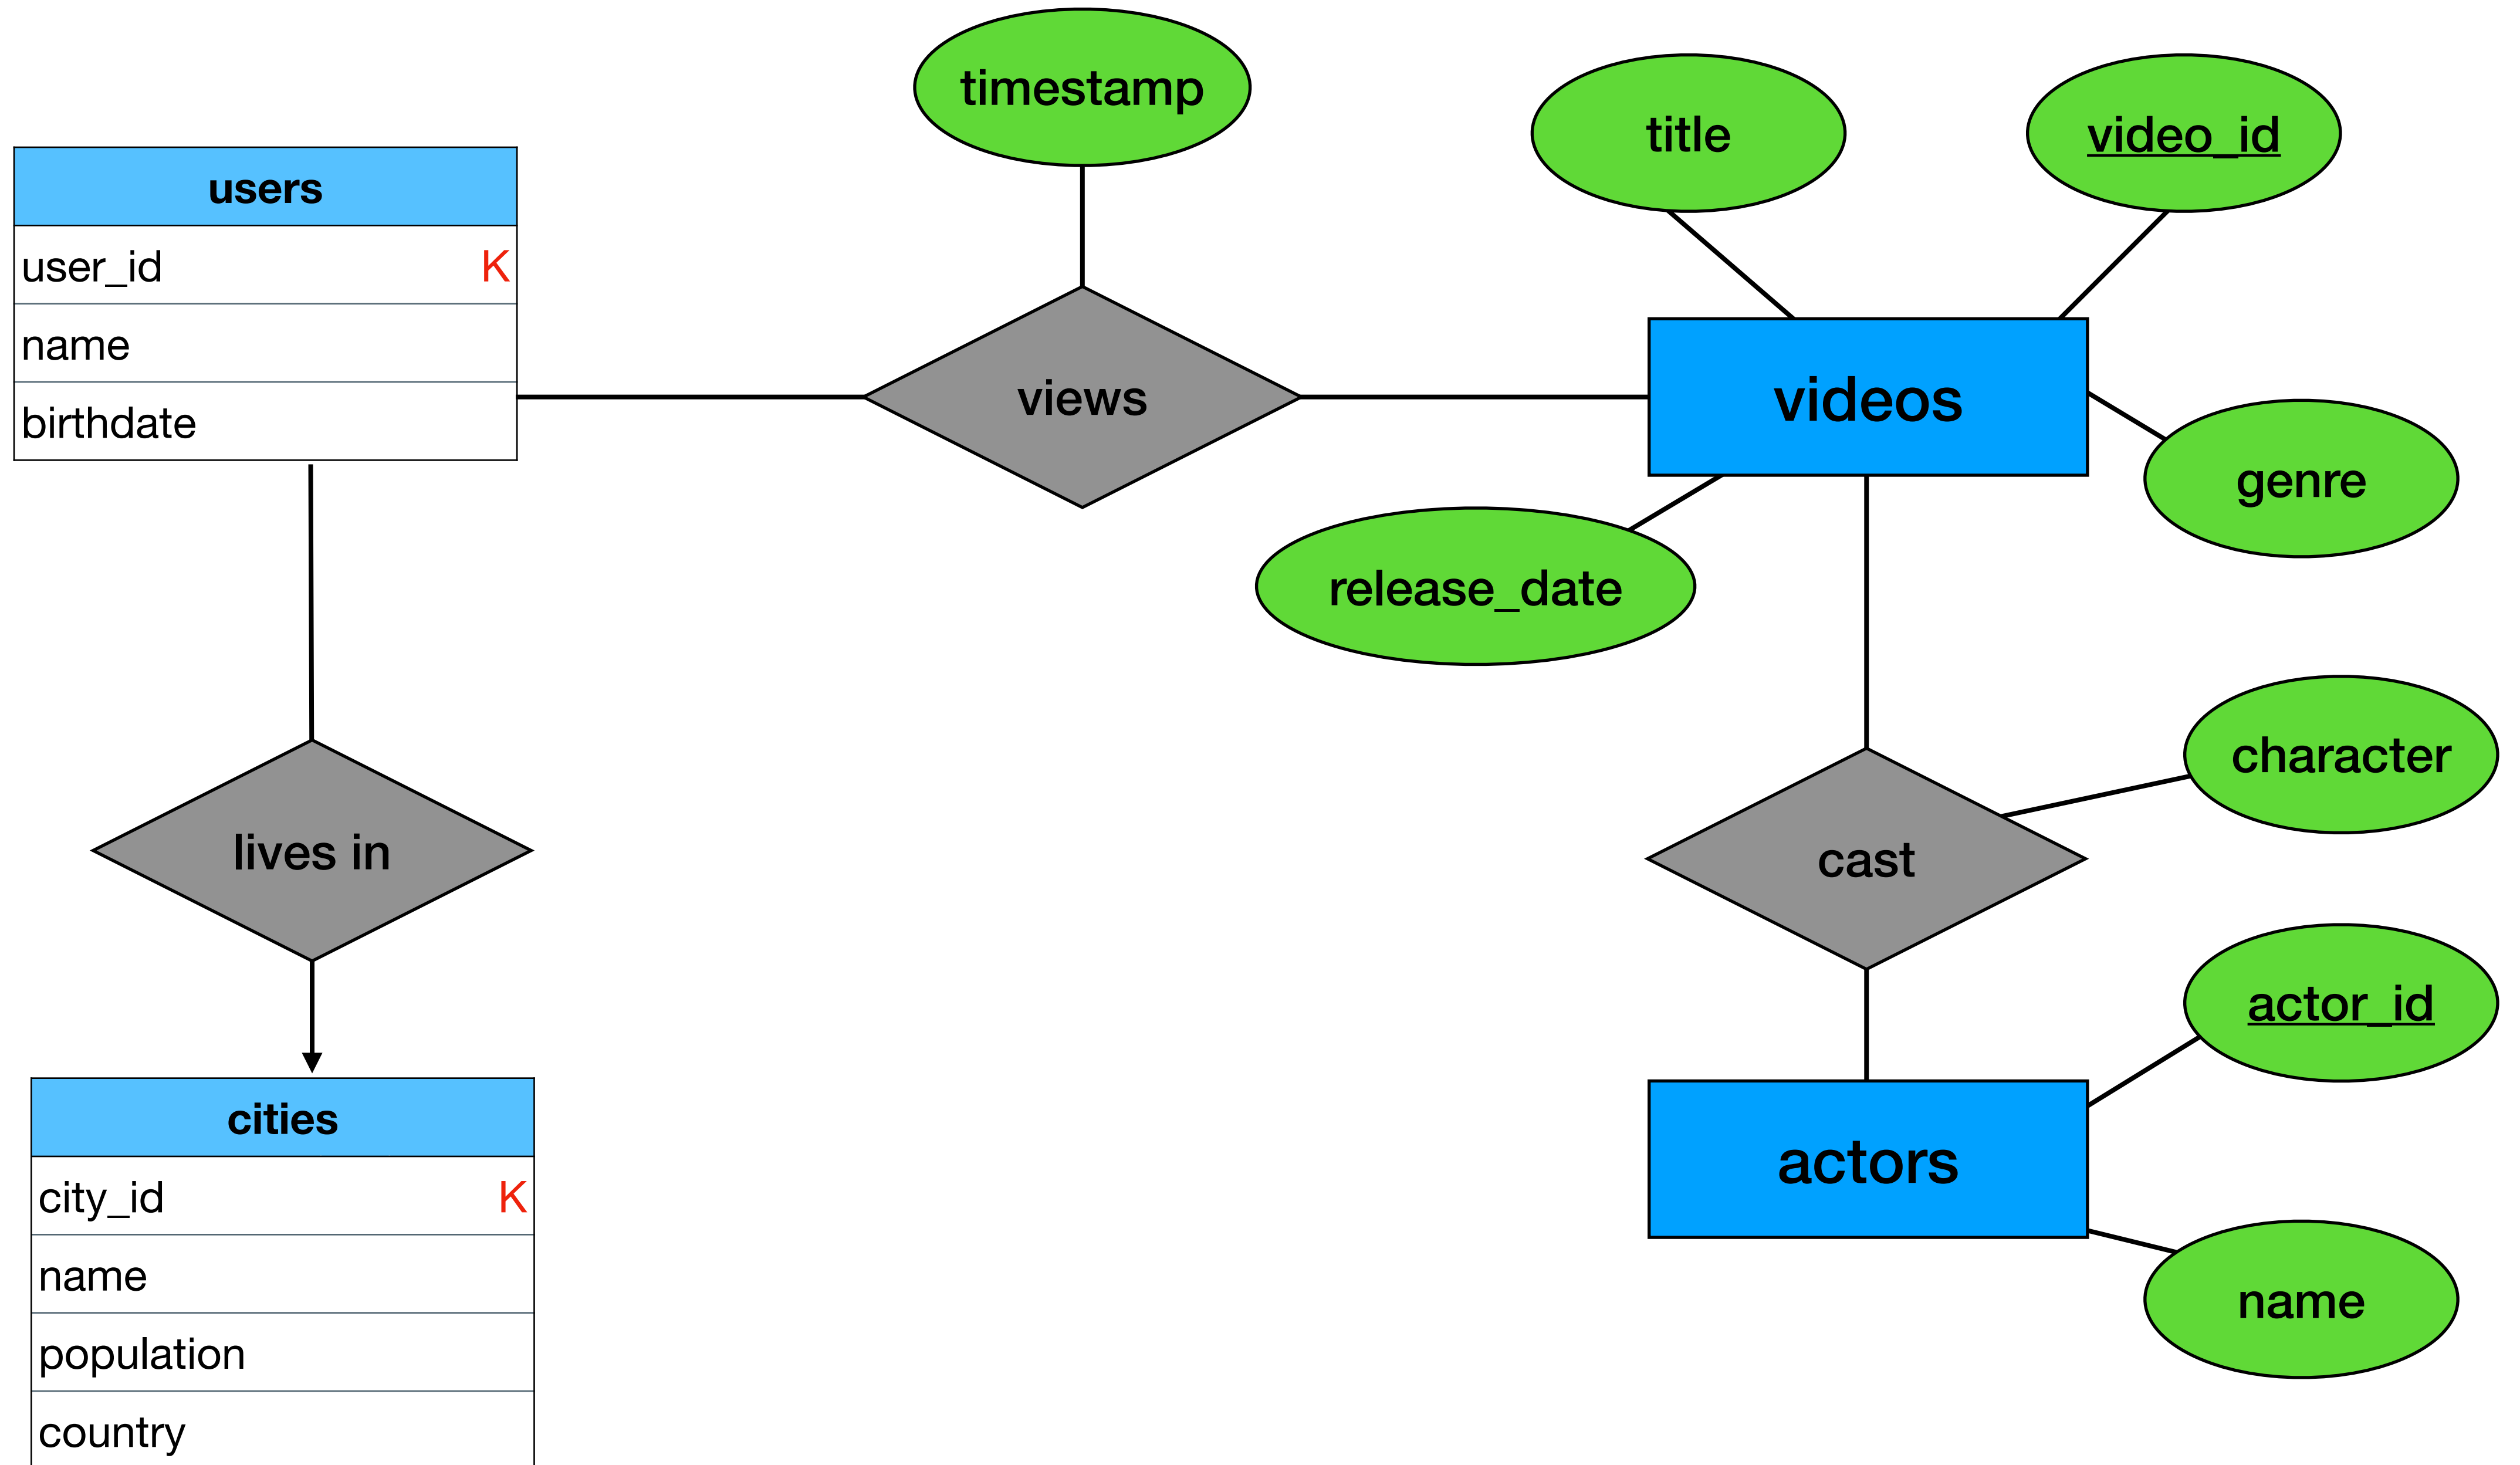 timestamp
title
video_id
users
user_id K
name
birthdate
views
videos
genre
release_date
character
lives in
cast
actor_id
cities
city_id K
name
population
country
actors
name